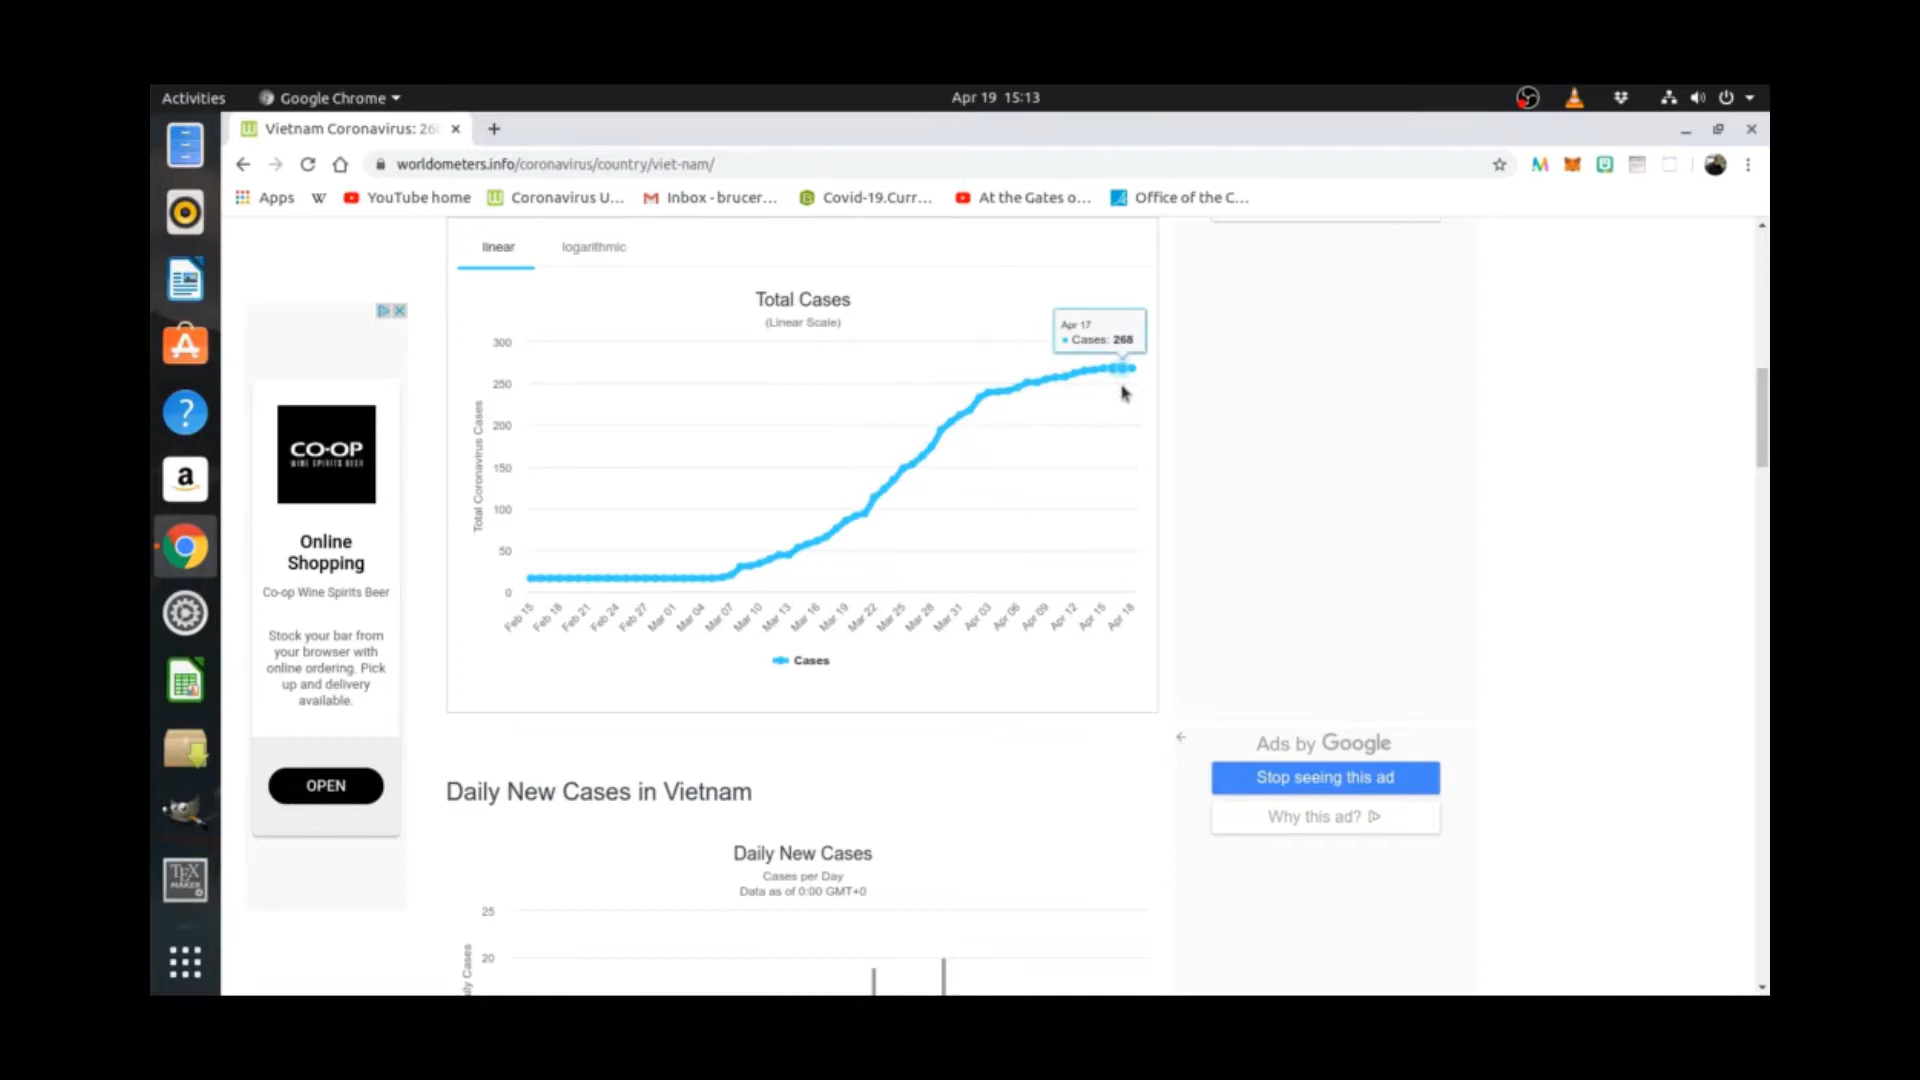 Activities
Google Chrome
Apr 19 15:13
Vietnam Coronavirus: 26
worldometers.info/coronavirus/country/viet-nam/
Apps
W
YouTube home
Coronavirus U...
Inbox - brucer...
Covid-19.Curr...
At the Gates o...
Office of the C...
linear
logarithmic
Total Cases
(Linear Scale)
Apr 17
Cases: 268
300
250
200
150
100
50
0
Total Coronavirus Cases
Feb 15
Feb 18
Feb 21
Feb 24
Feb 27
Mar 01
Mar 04
Mar 07
Mar 10
Mar 13
Mar 16
Mar 19
Mar 22
Mar 25
Mar 28
Mar 31
Apr 03
Apr 06
Apr 09
Apr 12
Apr 15
Apr 18
Cases
CO-OP
WINE SPIRITS BEER
Online
Shopping
Co-op Wine Spirits Beer
Stock your bar from
your browser with
online ordering. Pick
up and delivery
available.
OPEN
Ads by Google
Stop seeing this ad
Why this ad?
Daily New Cases in Vietnam
Daily New Cases
Cases per Day
Data as of 0:00 GMT+0
25
20
ily Cases
TEX
MAKER